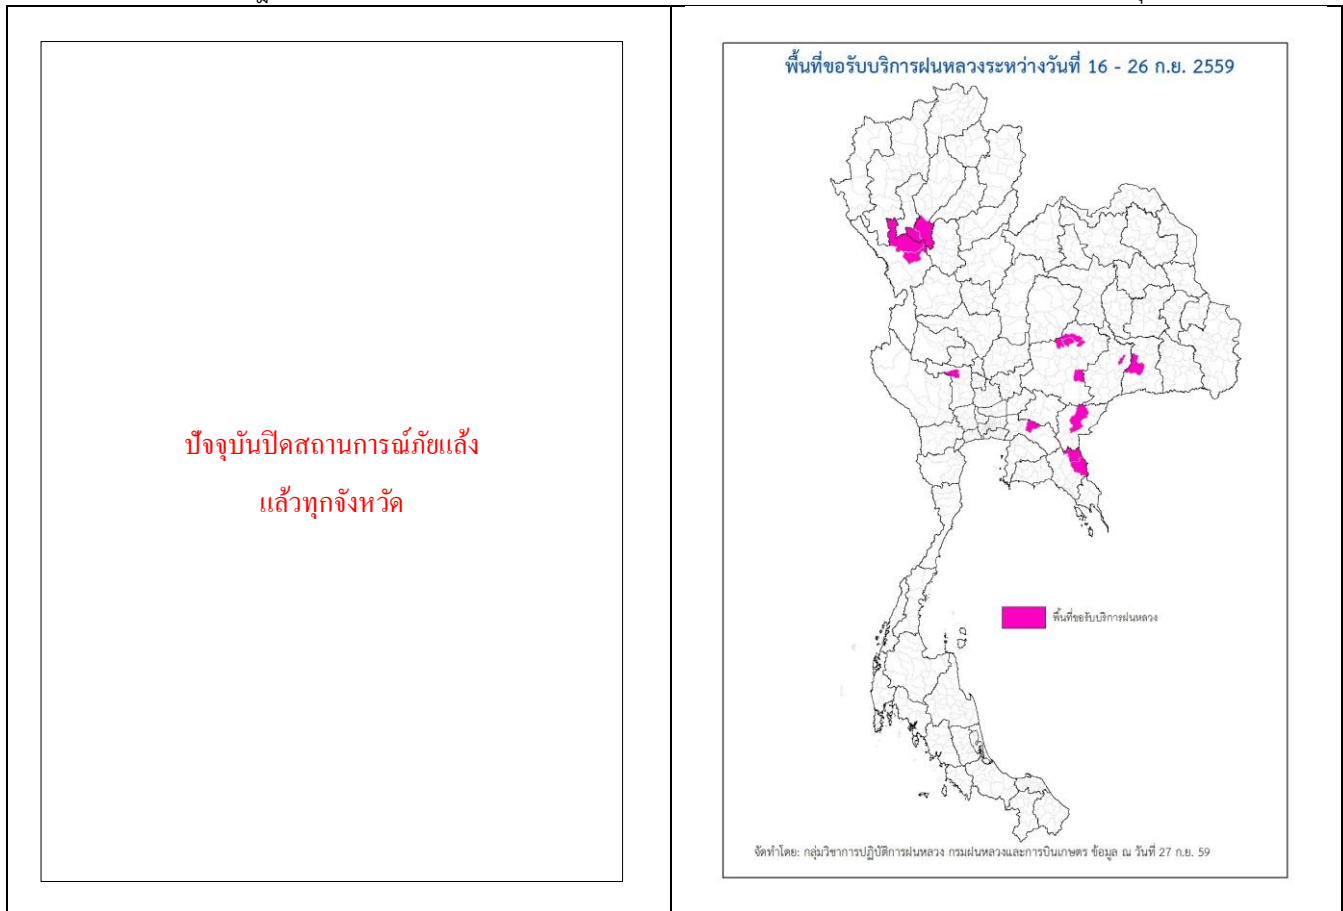 ปัจจุบันปิดสถานการณ์ภัยแล้ง
แล้วทุกจังหวัด
พื้นที่ขอรับบริการฝนหลวงระหว่างวันที่ 16 - 26 ก.ย. 2559
พื้นที่ขอรับบริการฝนหลวง
จัดทำโดย: กลุ่มวิชาการปฏิบัติการฝนหลวง กรมฝนหลวงและการบินเกษตร ข้อมูล ณ วันที่ 27 ก.ย. 59